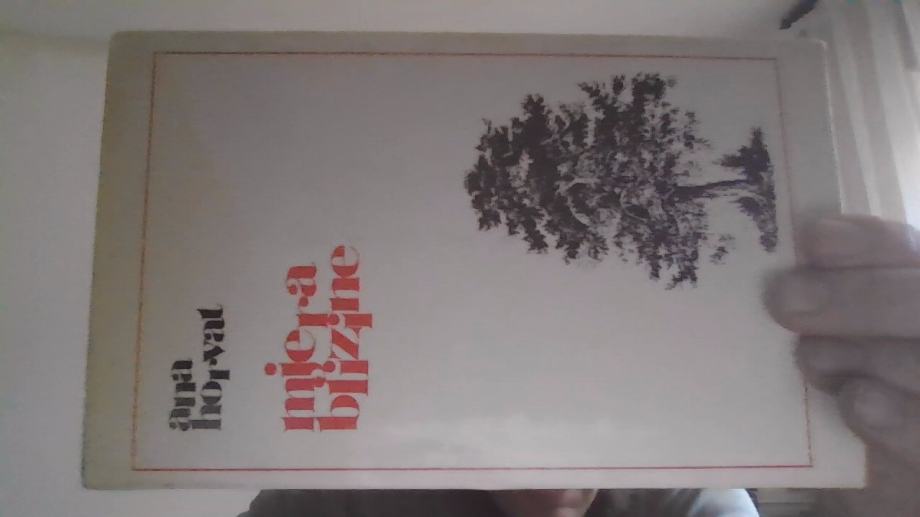 ana
horvat
mjera
blizine